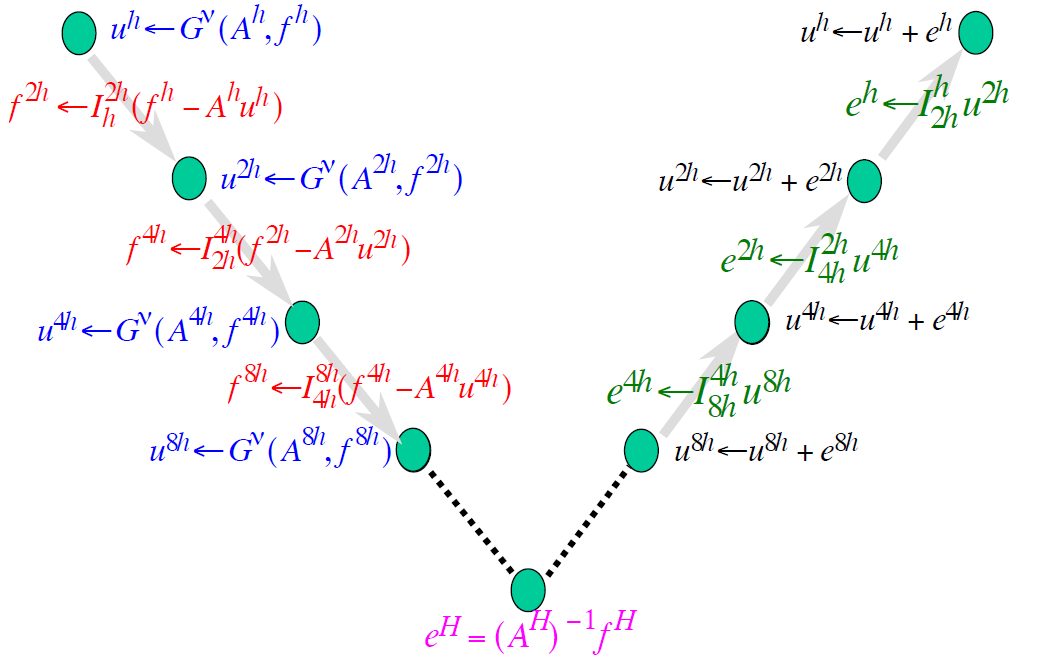 u^h ← G^ν(A^h, f^h)
f^{2h} ← I_h^{2h}(f^h − A^h u^h)
u^{2h} ← G^ν(A^{2h}, f^{2h})
f^{4h} ← I_{2h}^{4h}(f^{2h} − A^{2h} u^{2h})
u^{4h} ← G^ν(A^{4h}, f^{4h})
f^{8h} ← I_{4h}^{8h}(f^{4h} − A^{4h} u^{4h})
u^{8h} ← G^ν(A^{8h}, f^{8h})
e^H = (A^H)^{−1} f^H
u^{8h} ← u^{8h} + e^{8h}
e^{4h} ← I_{8h}^{4h} u^{8h}
u^{4h} ← u^{4h} + e^{4h}
e^{2h} ← I_{4h}^{2h} u^{4h}
u^{2h} ← u^{2h} + e^{2h}
e^h ← I_{2h}^h u^{2h}
u^h ← u^h + e^h